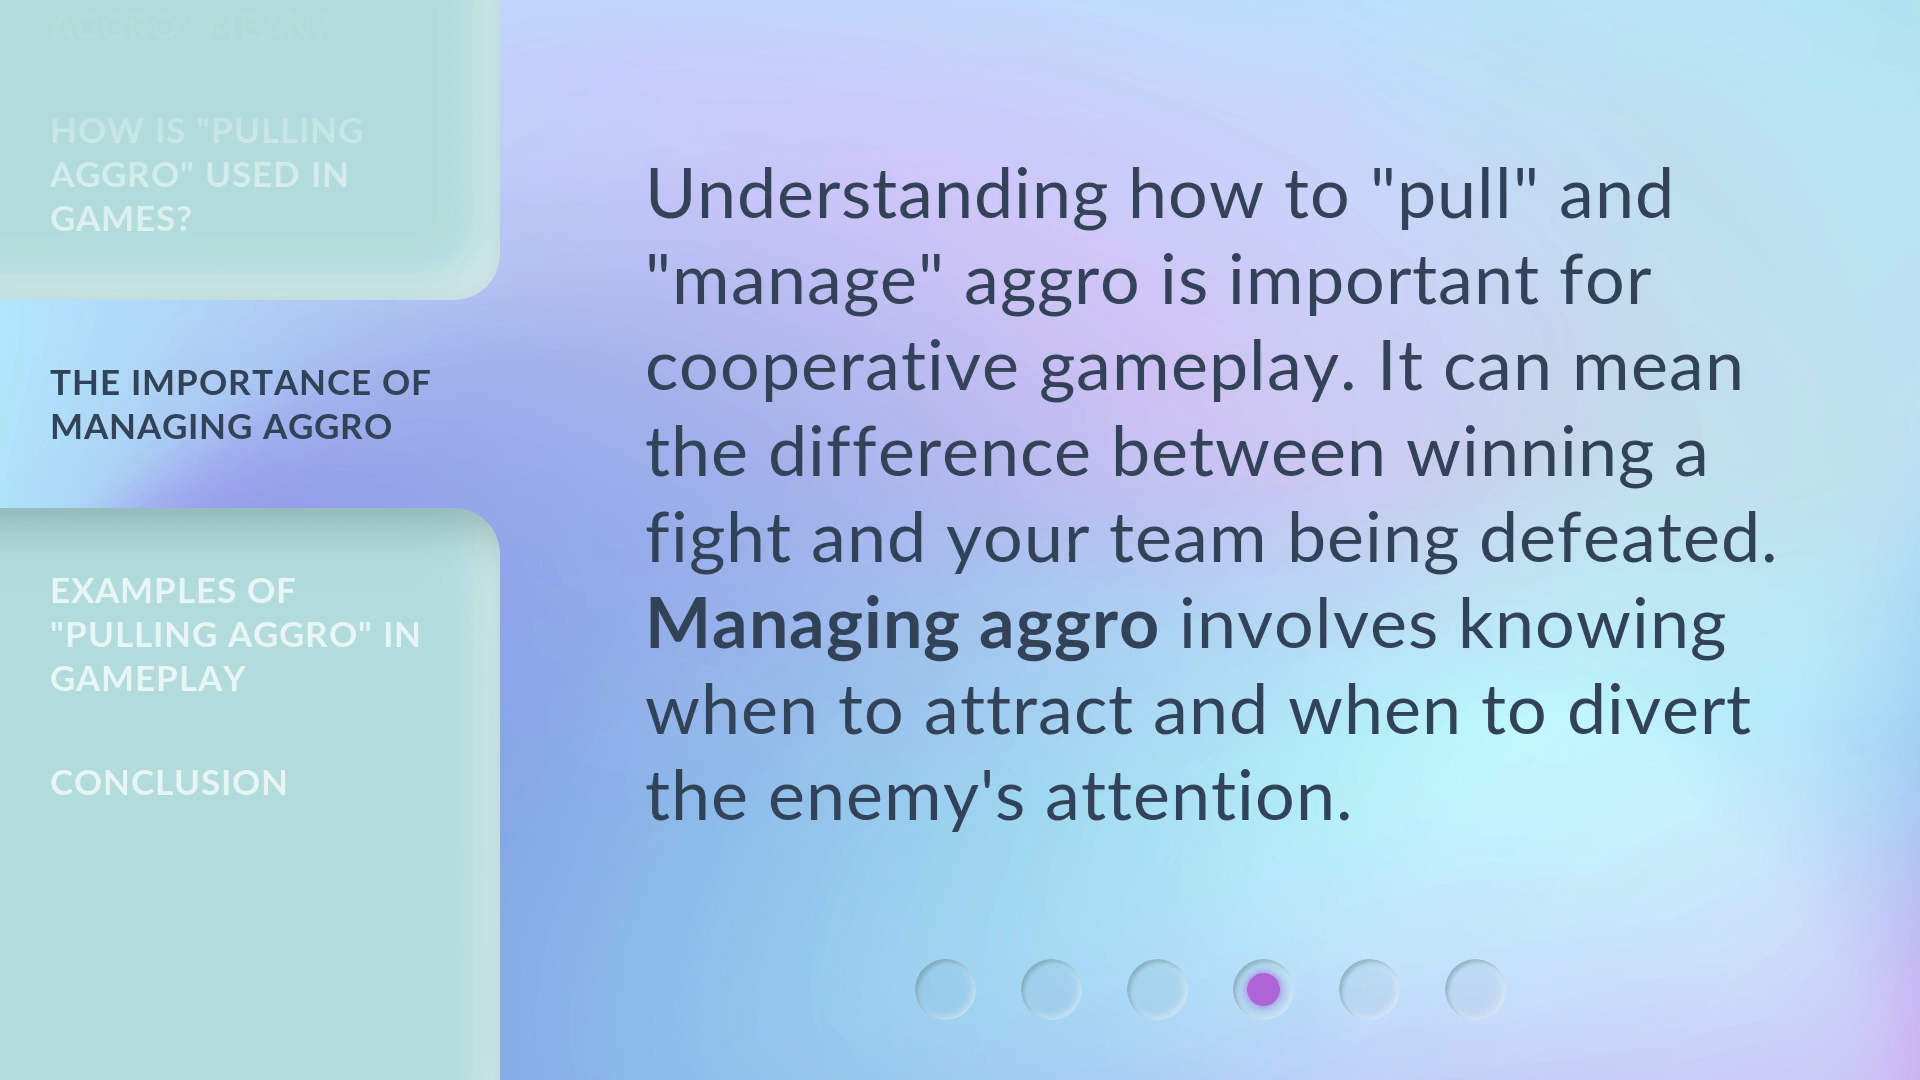 AGGRO" MEAN?
HOW IS "PULLING
AGGRO" USED IN
GAMES?
THE IMPORTANCE OF
MANAGING AGGRO
EXAMPLES OF
"PULLING AGGRO" IN
GAMEPLAY
CONCLUSION
Understanding how to "pull" and
"manage" aggro is important for
cooperative gameplay. It can mean
the difference between winning a
fight and your team being defeated.
Managing aggro involves knowing
when to attract and when to divert
the enemy's attention.